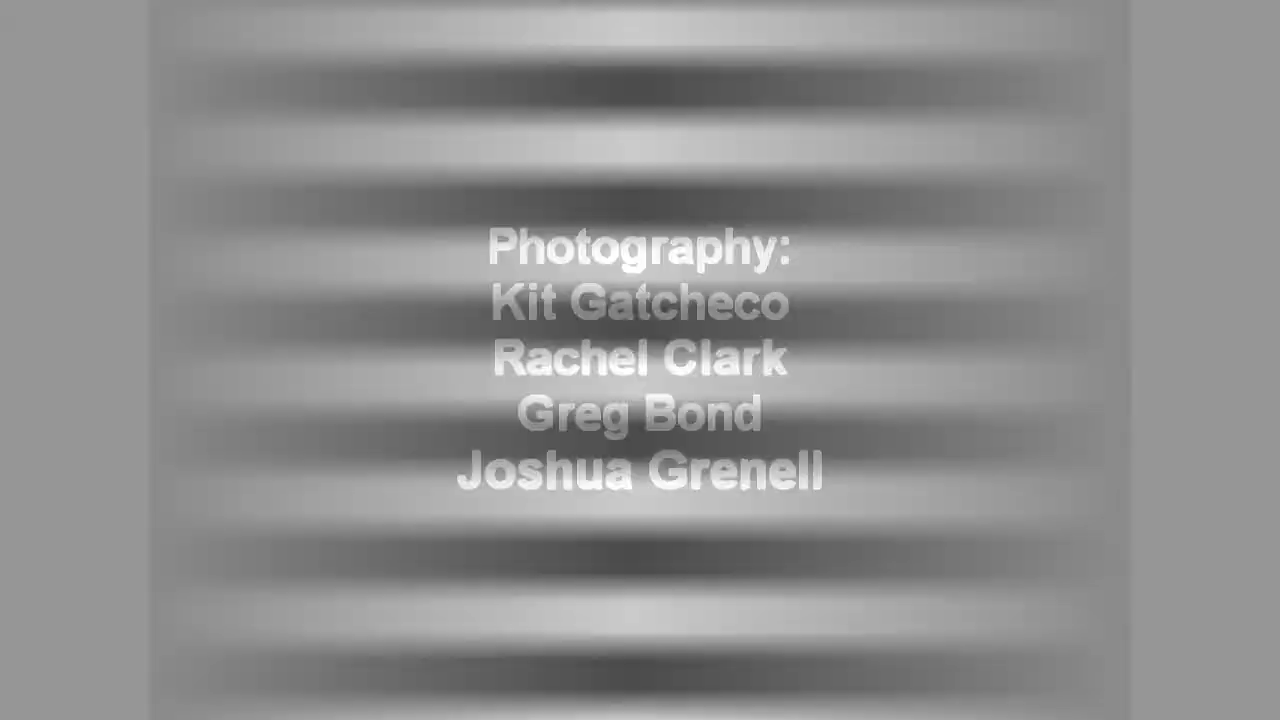 Photography:
Kit Gatcheco
Rachel Clark
Greg Bond
Joshua Grenell